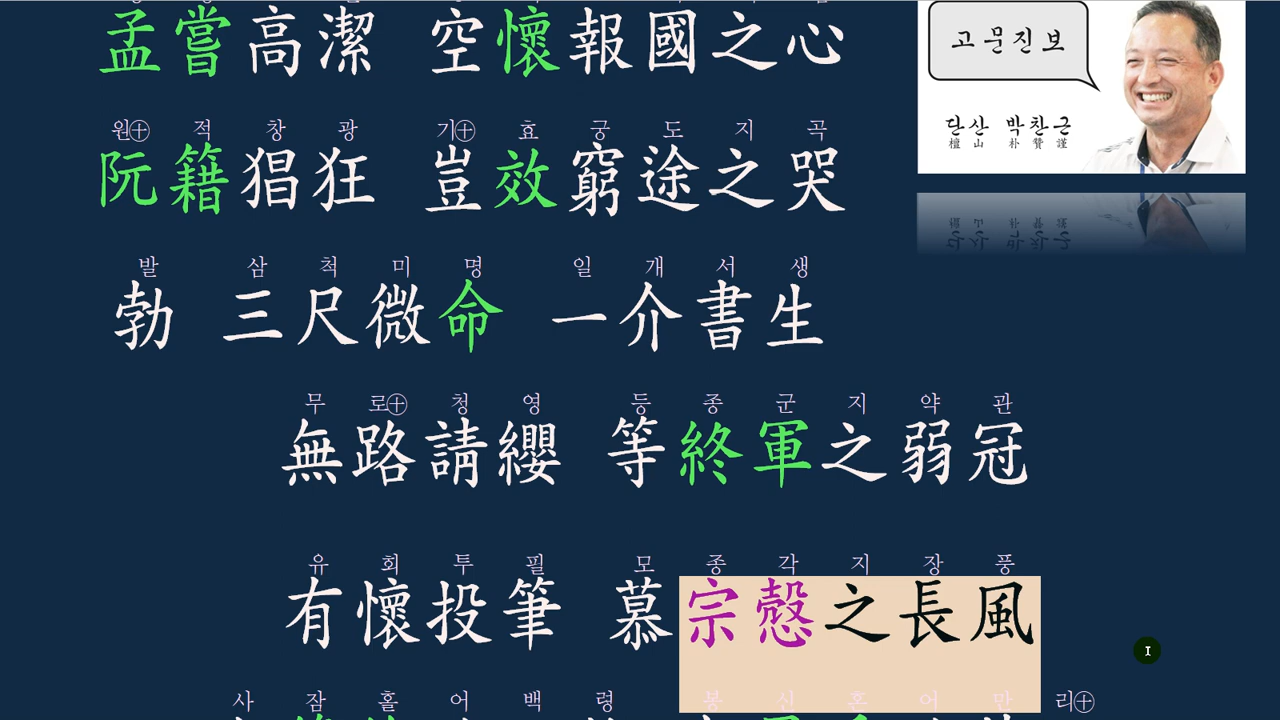 孟嘗高潔 空懷報國之心
고문진보
단산 박찬근
檀山 朴贊謹
원㊉ 적 창 광 기㊉ 효 궁 도 지 곡
阮籍猖狂 豈效窮途之哭
발 삼 척 미 명 일 개 서 생
勃 三尺微命 一介書生
무 로㊉ 청 영 등 종 군 지 약 관
無路請纓 等終軍之弱冠
유 회 투 필 모 종 각 지 장 풍
有懷投筆 慕宗慤之長風
사 잠 홀 어 백 령 봉 신 혼 어 만 리㊉